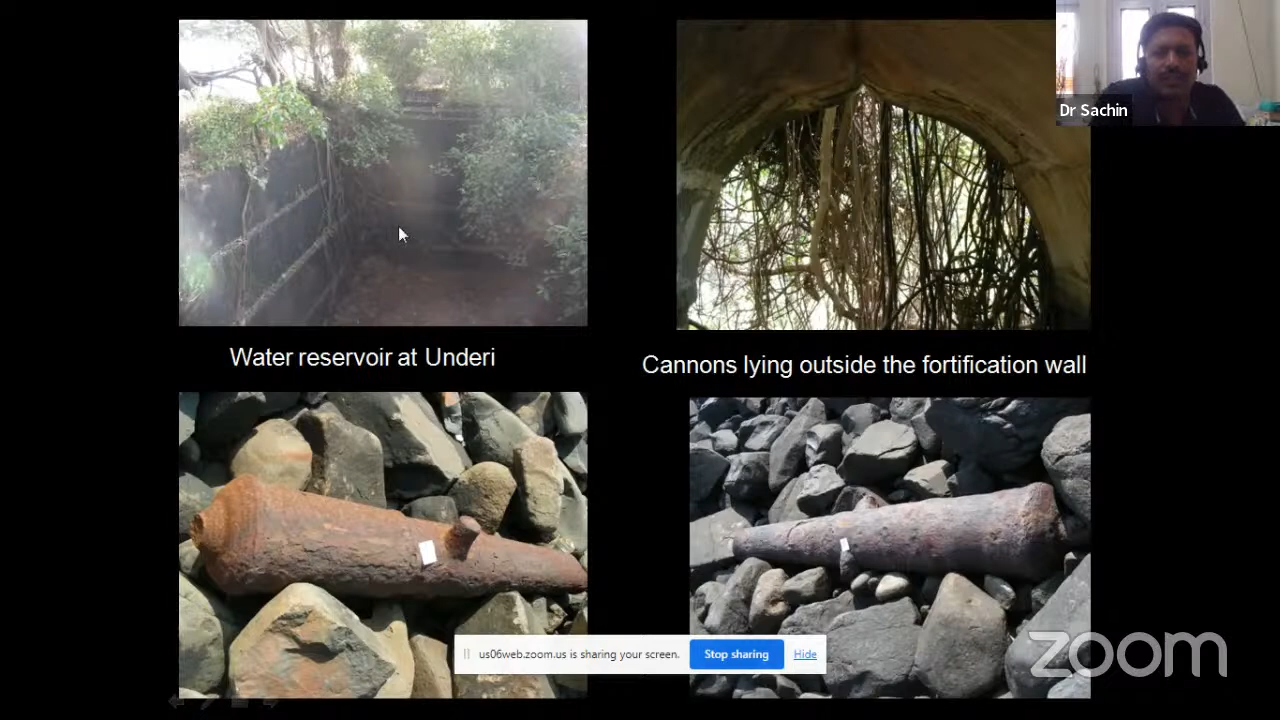 Dr Sachin
Water reservoir at Underi
Cannons lying outside the fortification wall
us06web.zoom.us is sharing your screen.
Stop sharing
Hide
zoom